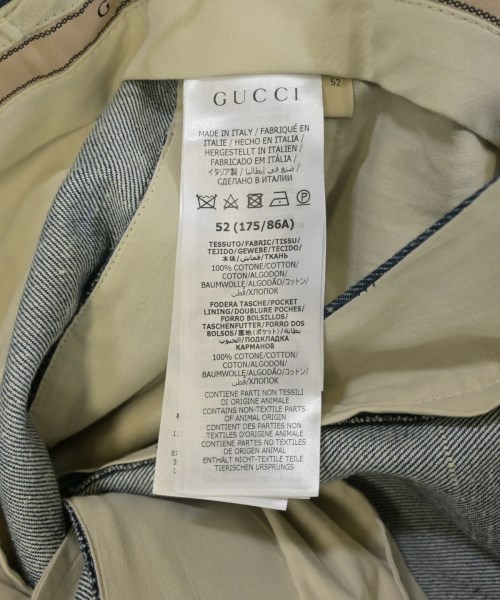 G
52
GUCCI
MADE IN ITALY / FABRIQUÉ EN
ITALIE / HECHO EN ITALIA /
HERGESTELLT IN ITALIEN /
FABRICADO EM ITÁLIA /
イタリア製 / صنع في إيطاليا /
СДЕЛАНО В ИТАЛИИ
52 (175/86A)
TESSUTO/FABRIC/TISSU/
TEJIDO/GEWEBE/TECIDO/
本体/قماش/ТКАНЬ
100% COTONE/COTTON/
COTON/ALGODON/
BAUMWOLLE/ALGODÃO/コットン/
قطن/ХЛОПОК
FODERA TASCHE/POCKET
LINING/DOUBLURE POCHES/
FORRO BOLSILLOS/
TASCHENFUTTER/FORRO DOS
BOLSOS/裏地(ポケット)/بطانة
الجيوب/ПОДКЛАДКА
КАРМАНОВ
100% COTONE/COTTON/
COTON/ALGODON/
BAUMWOLLE/ALGODÃO/コットン/
قطن/ХЛОПОК
CONTIENE PARTI NON TESSILI
DI ORIGINE ANIMALE
CONTAINS NON-TEXTILE PARTS
OF ANIMAL ORIGIN
CONTIENT DES PARTIES NON
TEXTILES D'ORIGINE ANIMALE
CONTIENE PARTES NO TEXTILES
DE ORIGEN ANIMAL
ENTHÄLT NICHT-TEXTILE TEILE
TIERISCHEN URSPRUNGS